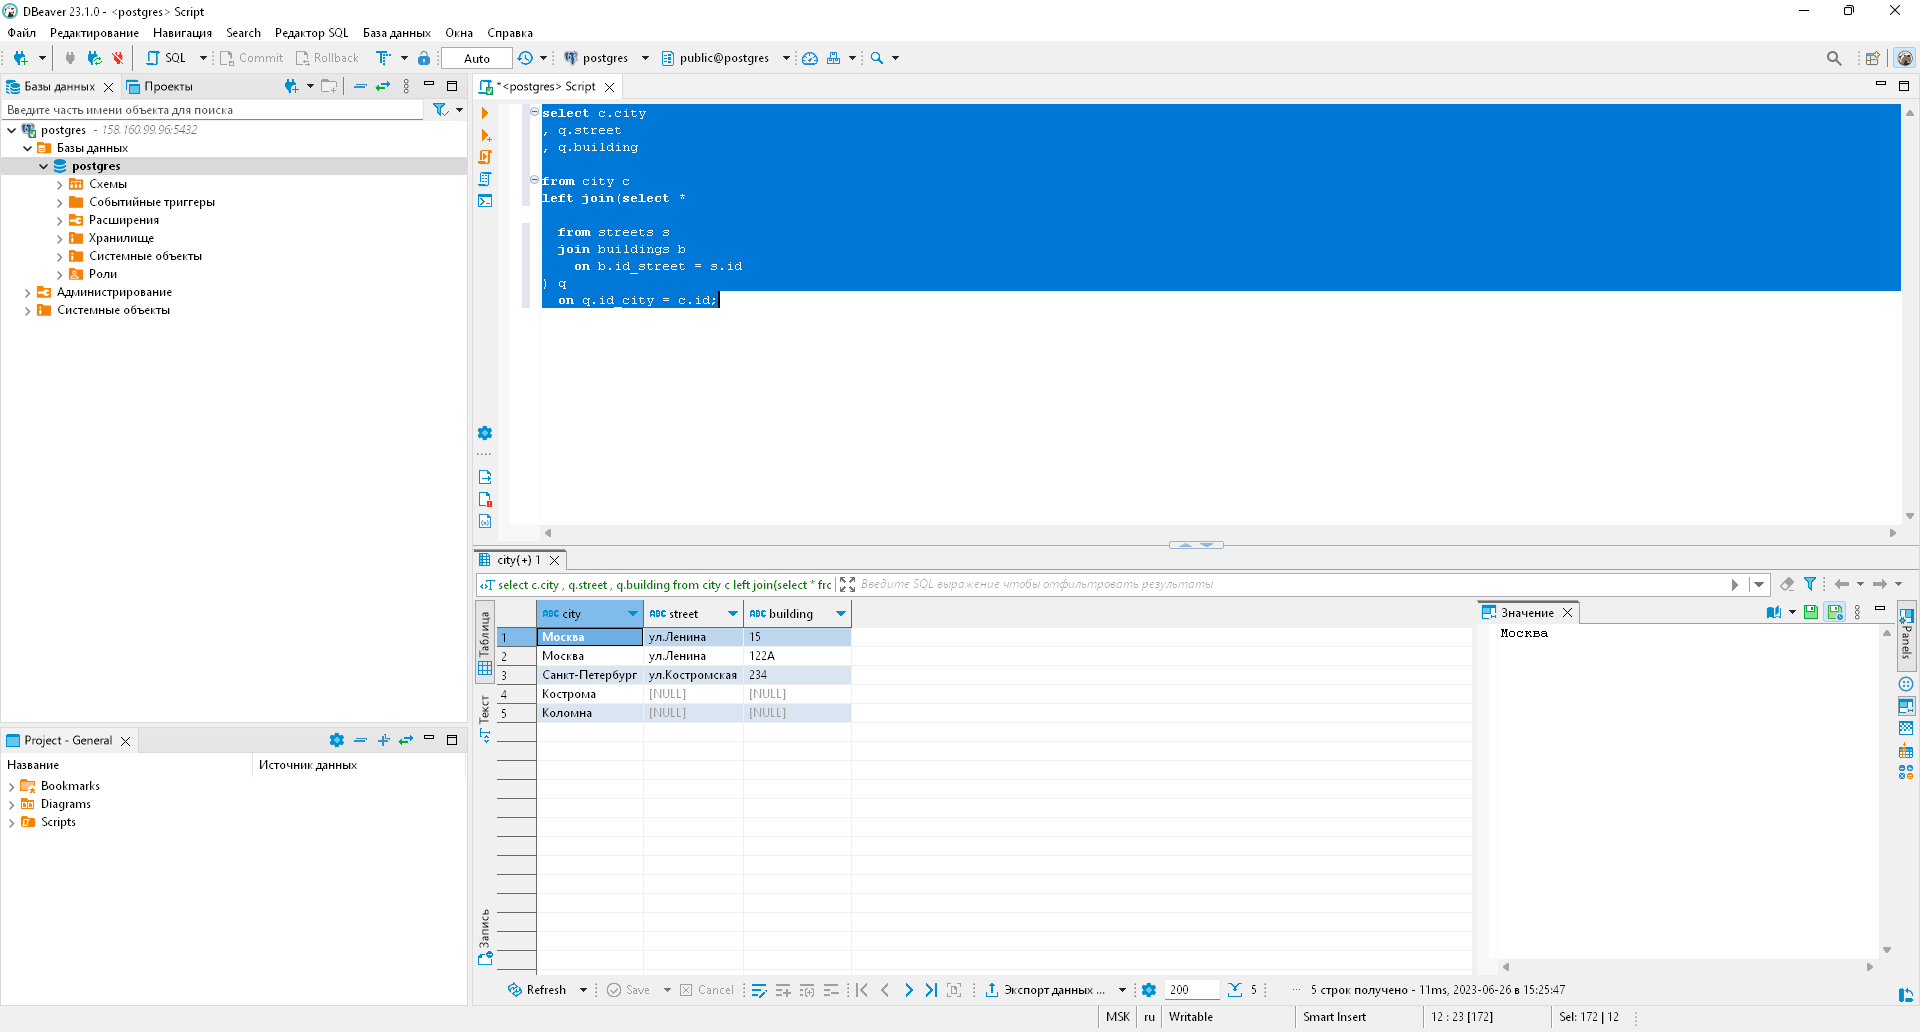 DBeaver 23.1.0 - <postgres> Script
Файл Редактирование Навигация Search Редактор SQL База данных Окна Справка
SQL Commit Rollback Auto postgres public@postgres
Базы данных Проекты
Введите часть имени объекта для поиска
postgres - 158.160.99.96:5432
Базы данных
postgres
Схемы
Событийные триггеры
Расширения
Хранилище
Системные объекты
Роли
Администрирование
Системные объекты
Project - General
Название Источник данных
Bookmarks
Diagrams
Scripts
*<postgres> Script
select c.city
, q.street
, q.building
from city c
left join(select *
from streets s
join buildings b
on b.id_street = s.id
) q
on q.id_city = c.id;
city(+) 1
select c.city , q.street , q.building from city c left join(select * frc
Введите SQL выражение чтобы отфильтровать результаты
Таблица
Текст
Запись
ABC city ABC street ABC building
1 Москва ул.Ленина 15
2 Москва ул.Ленина 122А
3 Санкт-Петербург ул.Костромская 234
4 Кострома [NULL] [NULL]
5 Коломна [NULL] [NULL]
Значение
Москва
Panels
Refresh Save Cancel Экспорт данных ... 200 5 5 строк получено - 11ms, 2023-06-26 в 15:25:47
MSK ru Writable Smart Insert 12 : 23 [172] Sel: 172 | 12